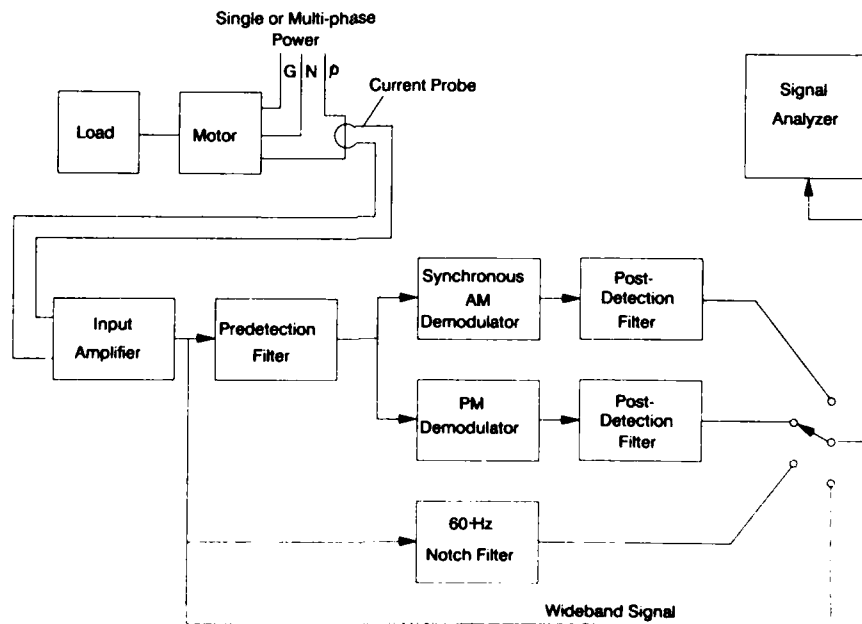 Single or Multi-phase
Power
G N ρ
Current Probe
Load
Motor
Signal
Analyzer
Input
Amplifier
Predetection
Filter
Synchronous
AM
Demodulator
Post-
Detection
Filter
PM
Demodulator
Post-
Detection
Filter
60-Hz
Notch Filter
Wideband Signal